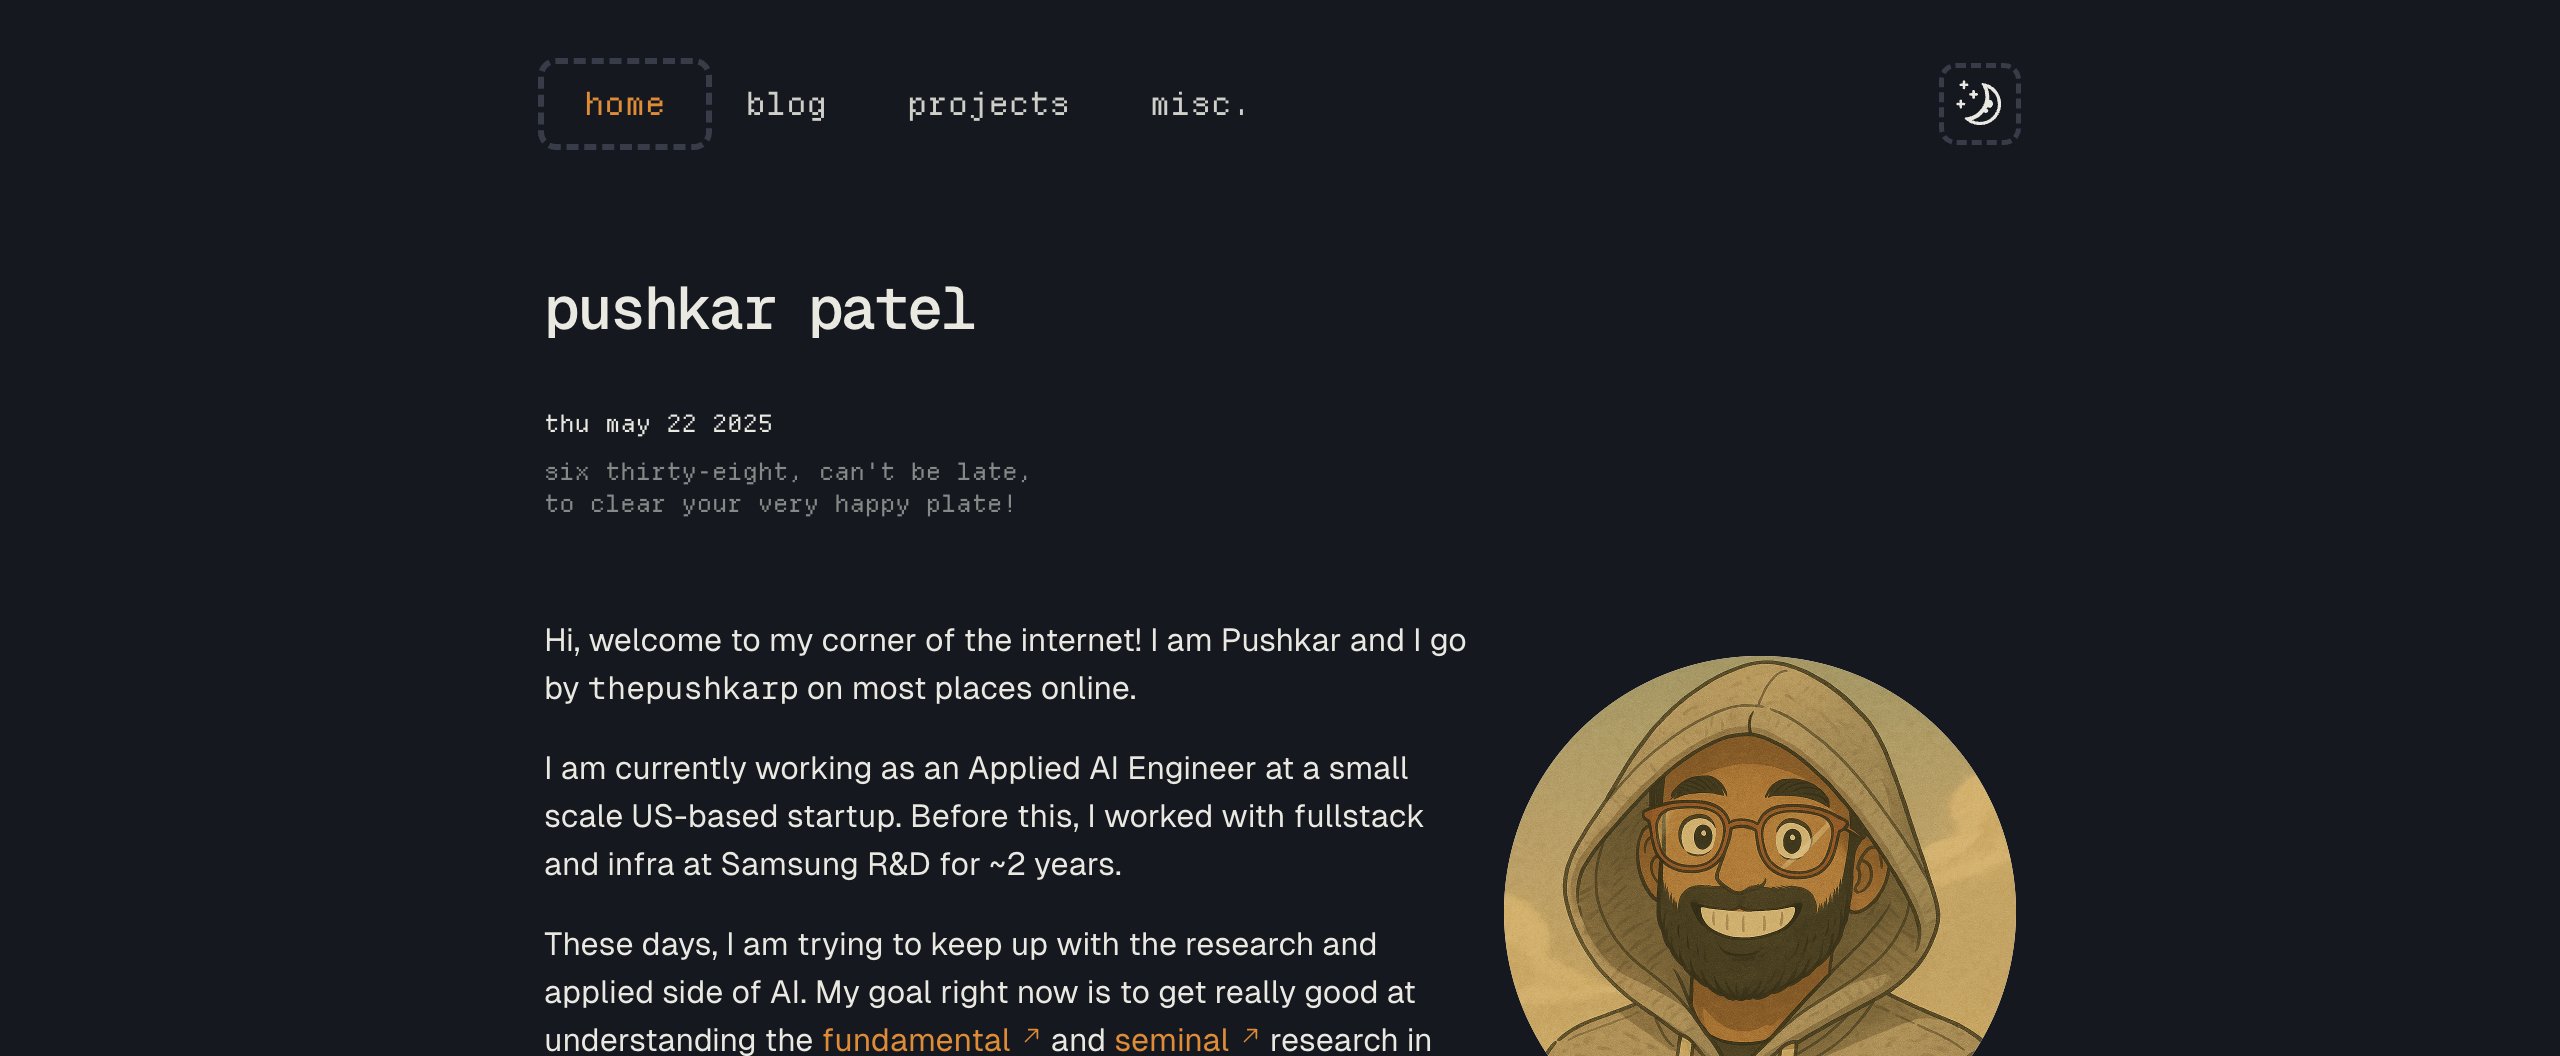 home blog projects misc.
pushkar patel
thu may 22 2025
six thirty-eight, can't be late,
to clear your very happy plate!
Hi, welcome to my corner of the internet! I am Pushkar and I go
by thepushkarp on most places online.
I am currently working as an Applied AI Engineer at a small
scale US-based startup. Before this, I worked with fullstack
and infra at Samsung R&D for ~2 years.
These days, I am trying to keep up with the research and
applied side of AI. My goal right now is to get really good at
understanding the fundamental ↗ and seminal ↗ research in